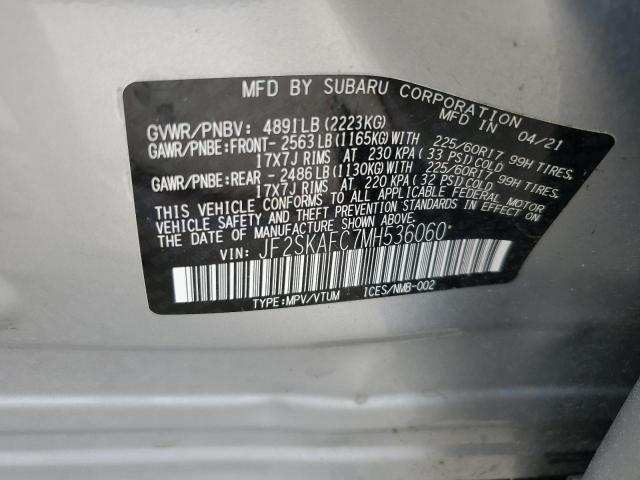 MFD BY SUBARU CORPORATION
MFD IN 04/21
GVWR/PNBV: 4891LB (2223KG)
GAWR/PNBE:FRONT- 2563LB(1165KG)WITH 225/60R17 99H TIRES.
17X7J RIMS AT 230 KPA (33 PSI)COLD
GAWR/PNBE:REAR - 2486LB(1130KG)WITH 225/60R17 99H TIRES.
17X7J RIMS AT 220 KPA (32 PSI)COLD
THIS VEHICLE CONFORMS TO ALL APPLICABLE FEDERAL MOTOR
VEHICLE SAFETY AND THEFT PREVENTION STANDARDS IN EFFECT
ON THE DATE OF MANUFACTURE SHOWN ABOVE.
VIN: JF2SKAFC7MH536060
TYPE:MPV/VTUM ICES/NMB-002